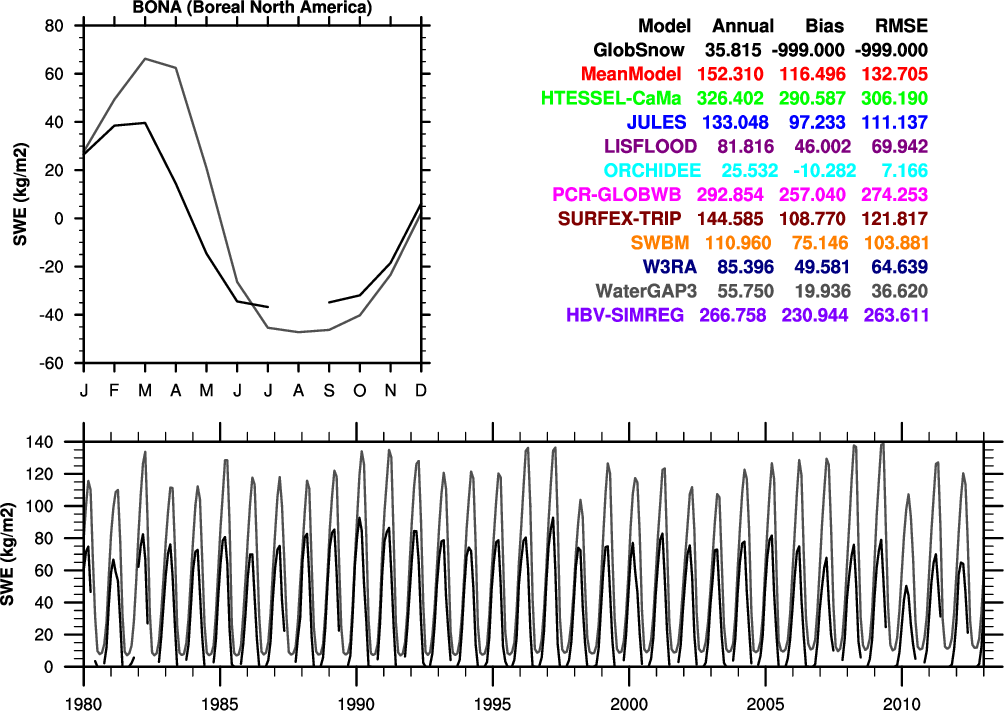 BONA (Boreal North America)
80
60
40
20
0
-20
-40
-60
SWE (kg/m2)
J F M A M J J A S O N D
Model Annual Bias RMSE
GlobSnow 35.815 -999.000 -999.000
MeanModel 152.310 116.496 132.705
HTESSEL-CaMa 326.402 290.587 306.190
JULES 133.048 97.233 111.137
LISFLOOD 81.816 46.002 69.942
ORCHIDEE 25.532 -10.282 7.166
PCR-GLOBWB 292.854 257.040 274.253
SURFEX-TRIP 144.585 108.770 121.817
SWBM 110.960 75.146 103.881
W3RA 85.396 49.581 64.639
WaterGAP3 55.750 19.936 36.620
HBV-SIMREG 266.758 230.944 263.611
140
120
100
80
60
40
20
0
SWE (kg/m2)
1980 1985 1990 1995 2000 2005 2010